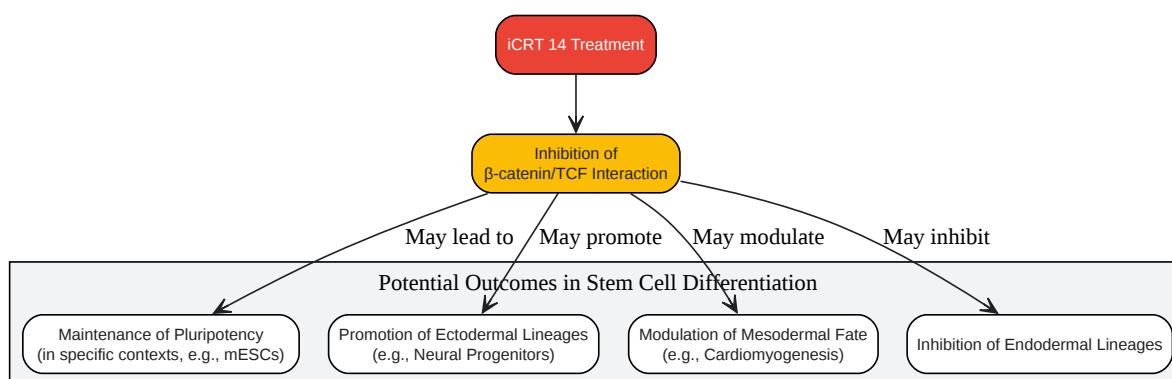 iCRT 14 Treatment
Inhibition of
β-catenin/TCF Interaction
May lead to
May promote
May modulate
May inhibit
Potential Outcomes in Stem Cell Differentiation
Maintenance of Pluripotency
(in specific contexts, e.g., mESCs)
Promotion of Ectodermal Lineages
(e.g., Neural Progenitors)
Modulation of Mesodermal Fate
(e.g., Cardiomyogenesis)
Inhibition of Endodermal Lineages